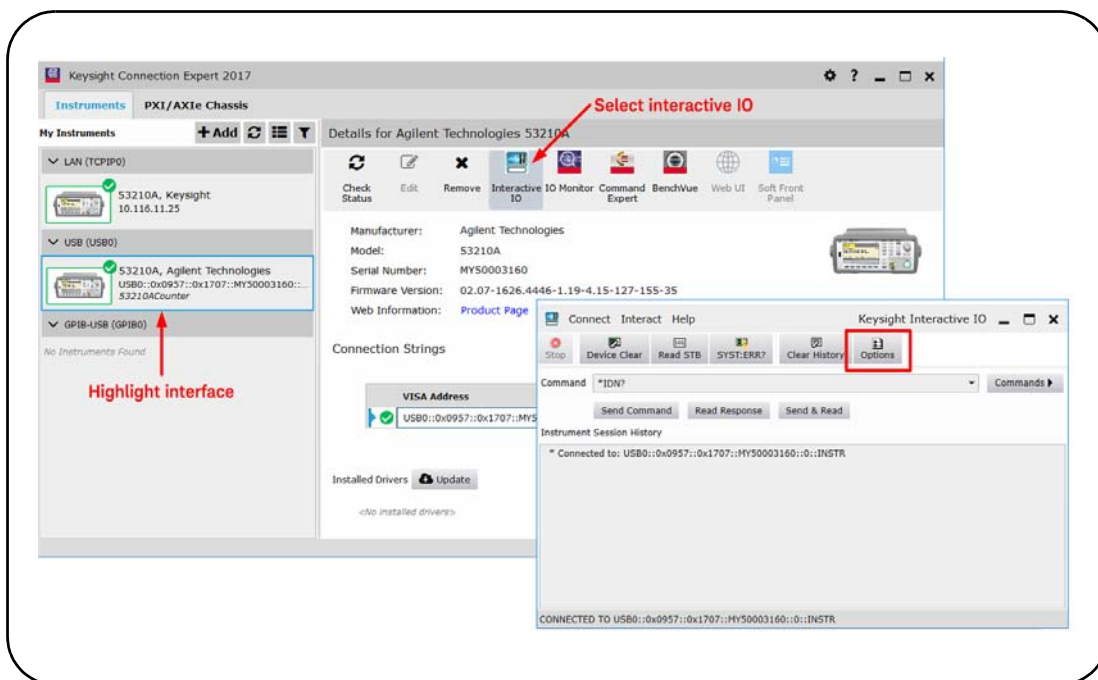 Keysight Connection Expert 2017
Instruments PXI/AXIe Chassis
Select interactive IO
My Instruments + Add
Details for Agilent Technologies 53210A
LAN (TCPIP0)
53210A, Keysight
10.116.11.25
USB (USB0)
53210A, Agilent Technologies
USB0::0x0957::0x1707::MY50003160::...
53210ACounter
GPIB-USB (GPIB0)
No Instruments Found
Highlight interface
Check Status Edit Remove Interactive IO IO Monitor Command Expert BenchVue Web UI Soft Front Panel
Manufacturer: Agilent Technologies
Model: 53210A
Serial Number: MY50003160
Firmware Version: 02.07-1626.4446-1.19-4.15-127-155-35
Web Information: Product Page
Connection Strings
VISA Address
USB0::0x0957::0x1707::MY5
Installed Drivers Update
<No installed drivers>
Connect Interact Help Keysight Interactive IO
Stop Device Clear Read STB SYST:ERR? Clear History Options
Command *IDN? Commands
Send Command Read Response Send & Read
Instrument Session History
* Connected to: USB0::0x0957::0x1707::MY50003160::0::INSTR
CONNECTED TO USB0::0x0957::0x1707::MY50003160::0::INSTR